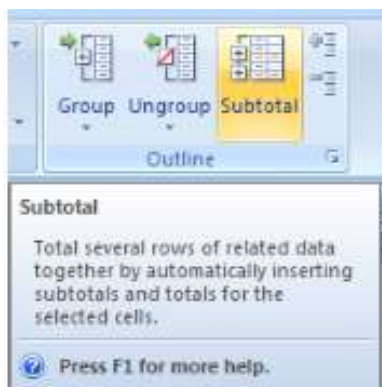 Group Ungroup Subtotal
Outline
Subtotal
Total several rows of related data
together by automatically inserting
subtotals and totals for the
selected cells.
Press F1 for more help.